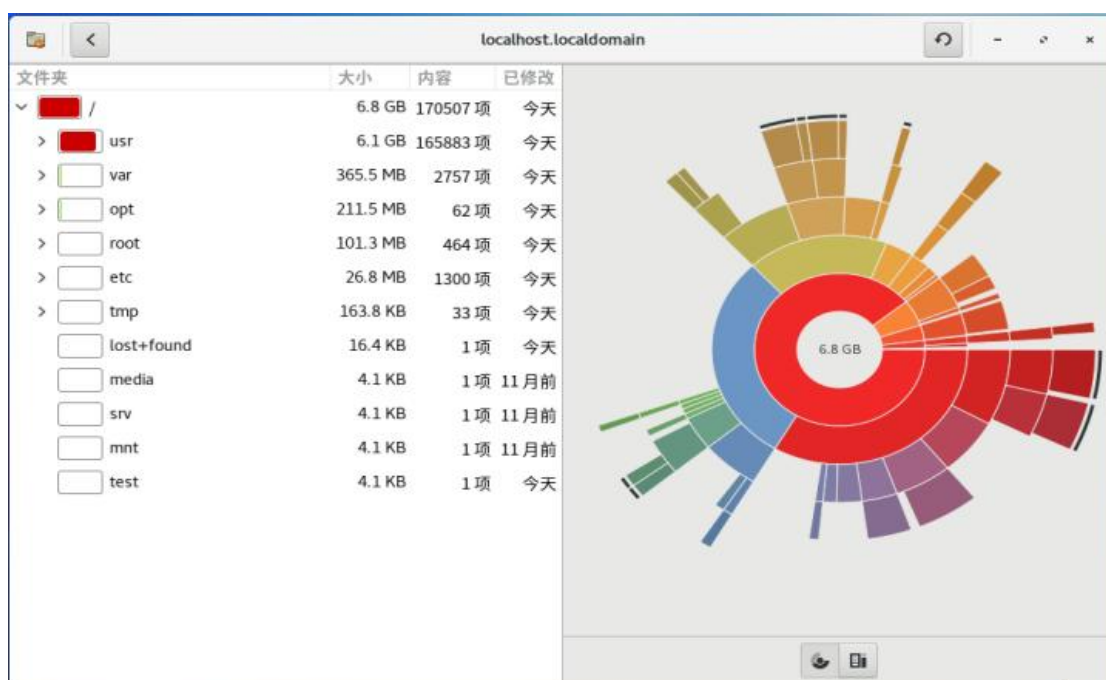 localhost.localdomain
文件夹 大小 内容 已修改
/ 6.8 GB 170507 项 今天
usr 6.1 GB 165883 项 今天
var 365.5 MB 2757 项 今天
opt 211.5 MB 62 项 今天
root 101.3 MB 464 项 今天
etc 26.8 MB 1300 项 今天
tmp 163.8 KB 33 项 今天
lost+found 16.4 KB 1 项 今天
media 4.1 KB 1 项 11 月前
srv 4.1 KB 1 项 11 月前
mnt 4.1 KB 1 项 11 月前
test 4.1 KB 1 项 今天
6.8 GB